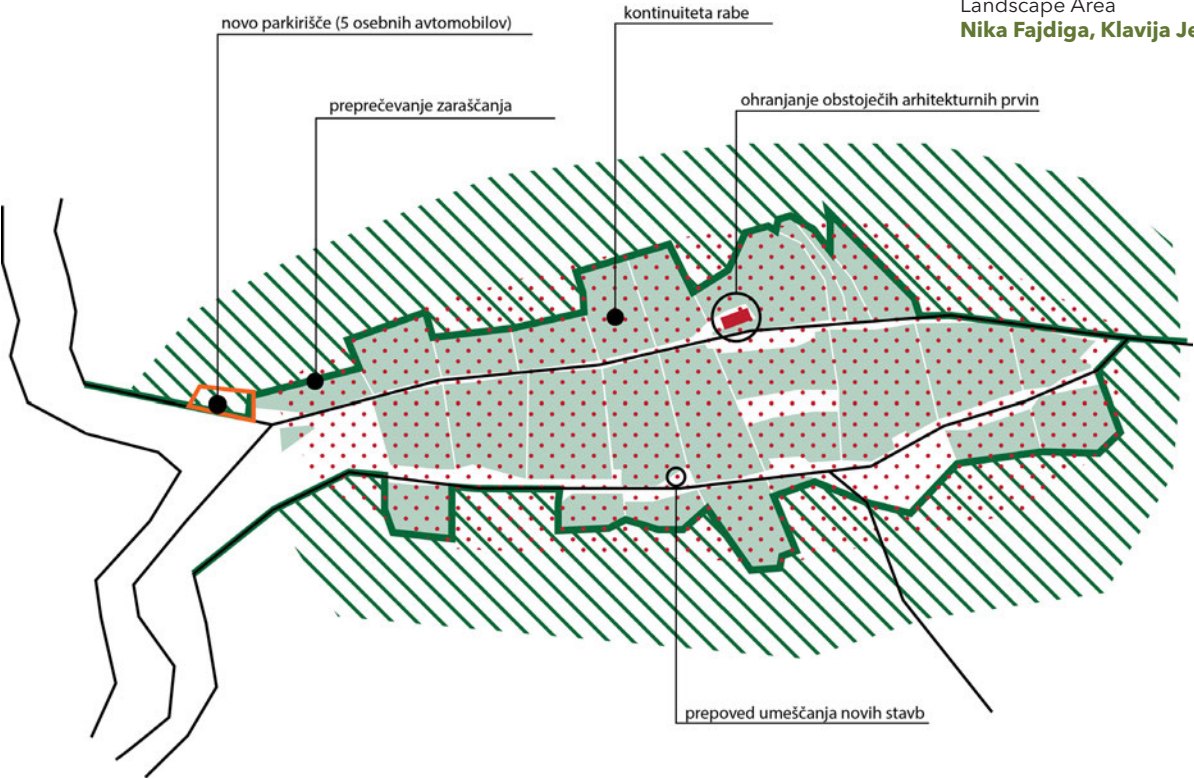 Landscape Area
Nika Fajdiga, Klavija
kontinuiteta rabe
novo parkirišče (5 osebnih avtomobilov)
preprečevanje zaraščanja
ohranjanje obstoječih arhitekturnih prvin
prepoved umeščanja novih stavb